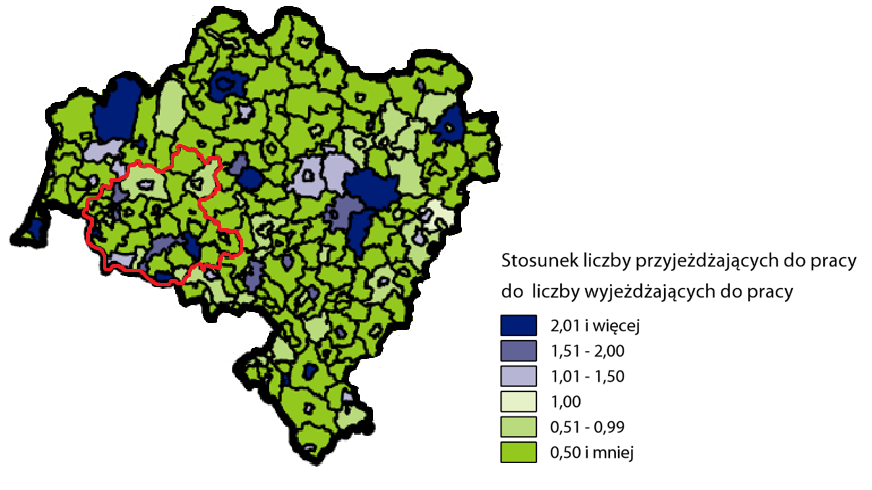 Stosunek liczby przyjeżdżających do pracy
do liczby wyjeżdżających do pracy
2,01 i więcej
1,51 - 2,00
1,01 - 1,50
1,00
0,51 - 0,99
0,50 i mniej